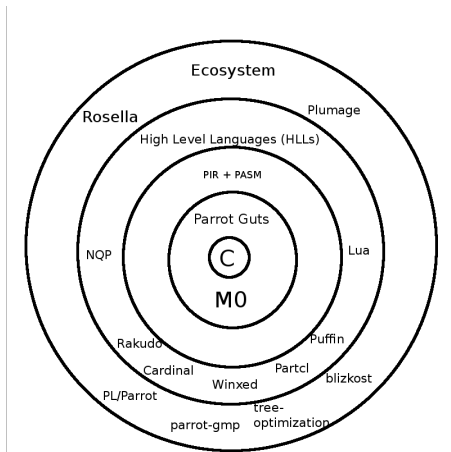 Ecosystem
Rosella
Plumage
High Level Languages (HLLs)
PIR + PASM
Parrot Guts
NQP
C
Lua
M0
Rakudo
Puffin
Cardinal
Partcl
Winxed
blizkost
PL/Parrot
parrot-gmp
tree-
optimization